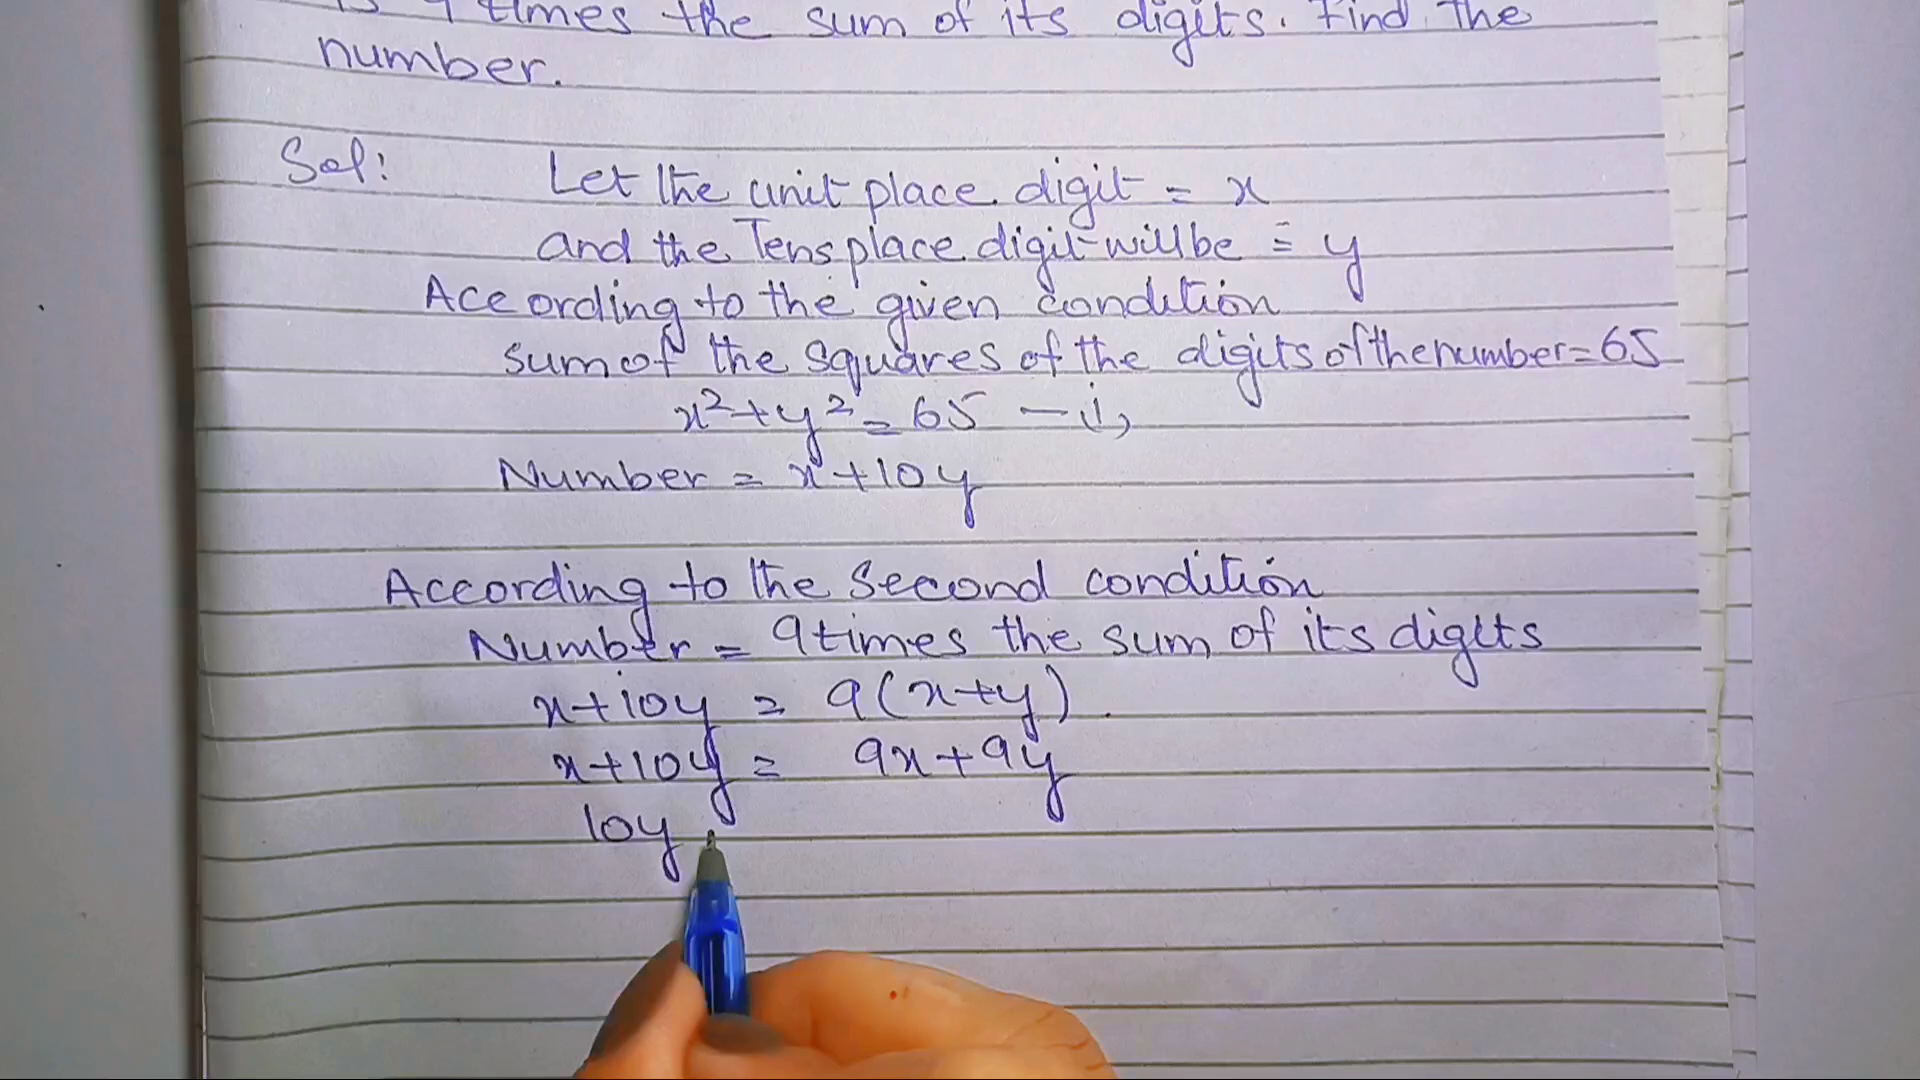 is 9 times the sum of its digits. Find the
number.
Sol: Let the unit place digit = x
and the Tens place digit will be = y
According to the given condition
sum of the squares of the digits of the number = 65
x²+y² = 65 - i,
Number = x+10y
According to the Second condition
Number = 9 times the sum of its digits
x+10y = 9(x+y).
x+10y = 9x+9y
10y